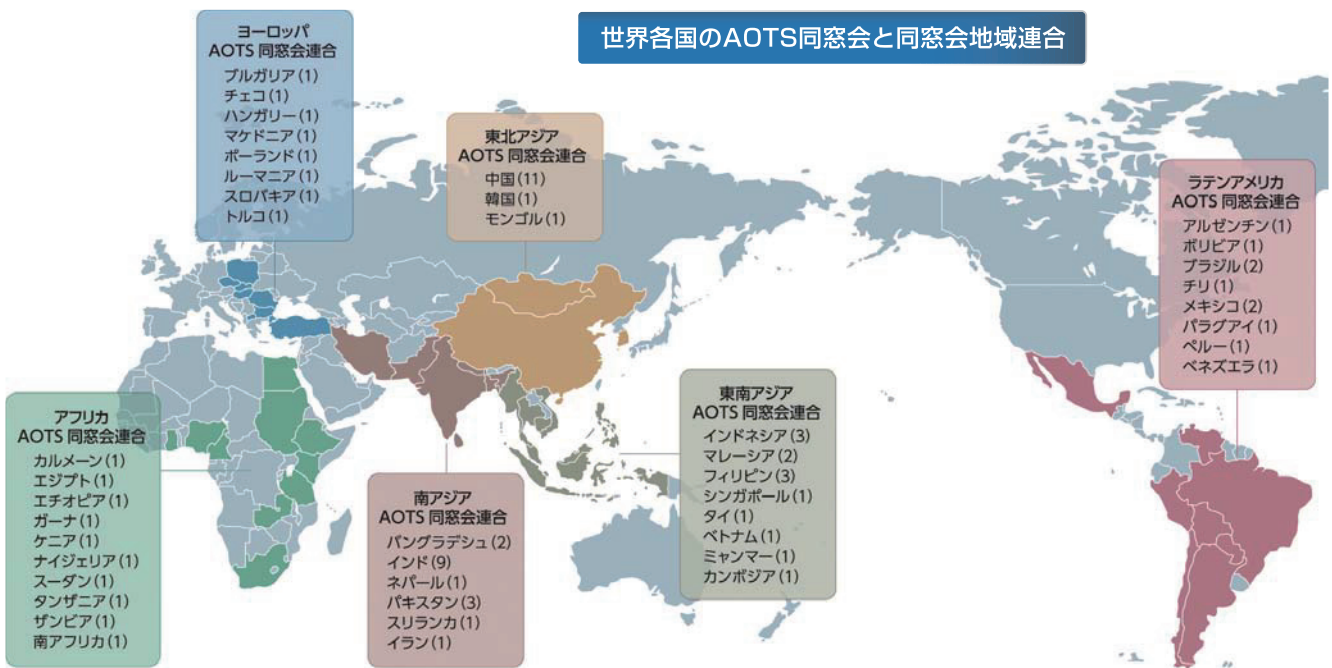 世界各国のAOTS同窓会と同窓会地域連合
ヨーロッパ
AOTS 同窓会連合
ブルガリア(1)
チェコ(1)
ハンガリー(1)
マケドニア(1)
ポーランド(1)
ルーマニア(1)
スロバキア(1)
トルコ(1)
東北アジア
AOTS 同窓会連合
中国(11)
韓国(1)
モンゴル(1)
ラテンアメリカ
AOTS 同窓会連合
アルゼンチン(1)
ボリビア(1)
ブラジル(2)
チリ(1)
メキシコ(2)
パラグアイ(1)
ペルー(1)
ベネズエラ(1)
アフリカ
AOTS 同窓会連合
カルメーン(1)
エジプト(1)
エチオピア(1)
ガーナ(1)
ケニア(1)
ナイジェリア(1)
スーダン(1)
タンザニア(1)
ザンビア(1)
南アフリカ(1)
南アジア
AOTS 同窓会連合
バングラデシュ(2)
インド(9)
ネパール(1)
パキスタン(3)
スリランカ(1)
イラン(1)
東南アジア
AOTS 同窓会連合
インドネシア(3)
マレーシア(2)
フィリピン(3)
シンガポール(1)
タイ(1)
ベトナム(1)
ミャンマー(1)
カンボジア(1)